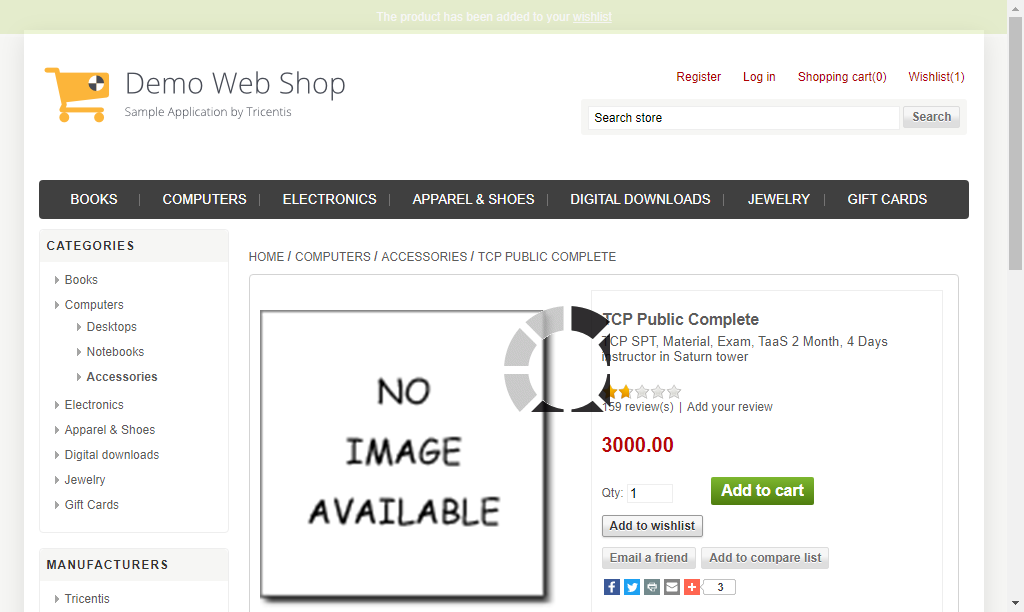 The product has been added to your wishlist
Demo Web Shop
Sample Application by Tricentis
Register Log in Shopping cart(0) Wishlist(1)
Search store Search
BOOKS COMPUTERS ELECTRONICS APPAREL & SHOES DIGITAL DOWNLOADS JEWELRY GIFT CARDS
CATEGORIES
Books
Computers
Desktops
Notebooks
Accessories
Electronics
Apparel & Shoes
Digital downloads
Jewelry
Gift Cards
MANUFACTURERS
Tricentis
HOME / COMPUTERS / ACCESSORIES / TCP PUBLIC COMPLETE
NO
IMAGE
AVAILABLE
TCP Public Complete
TCP SPT, Material, Exam, TaaS 2 Month, 4 Days
instructor in Saturn tower
159 review(s) | Add your review
3000.00
Qty: 1 Add to cart
Add to wishlist
Email a friend Add to compare list
3